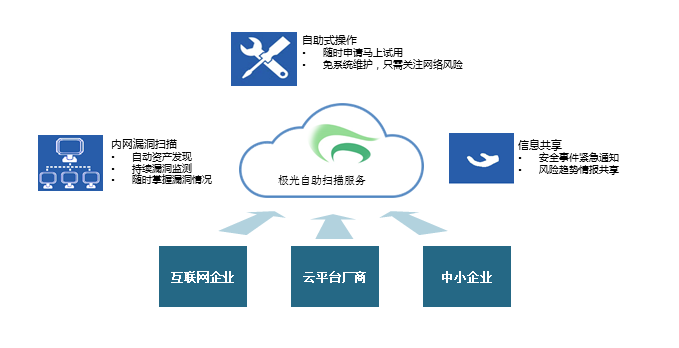 自助式操作
• 随时申请马上试用
• 免系统维护，只需关注网络风险
内网漏洞扫描
• 自动资产发现
• 持续漏洞监测
• 随时掌握漏洞情况
极光自助扫描服务
信息共享
• 安全事件紧急通知
• 风险趋势情报共享
互联网企业
云平台厂商
中小企业